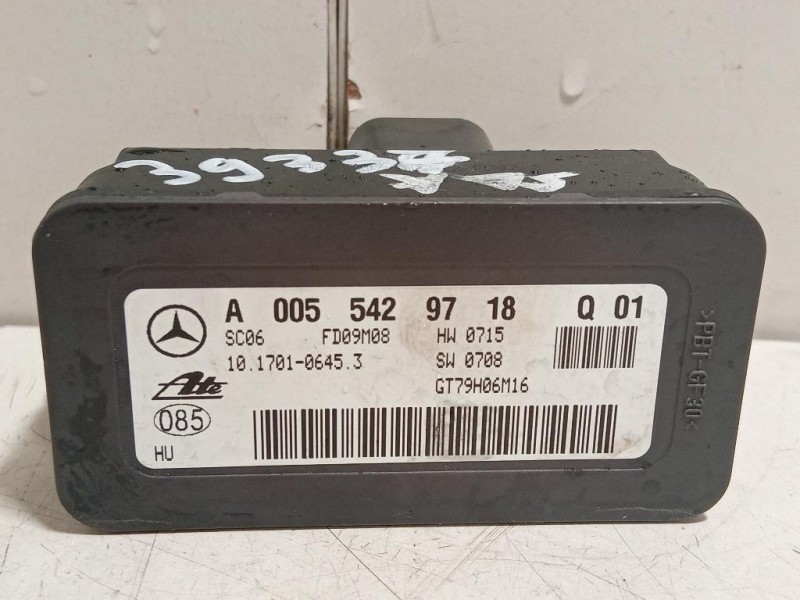 A 005 542 97 18 Q 01
SC06 FD09M08 HW 0715
10.1701-0645.3 SW 0708
Ate GT79H06M16
085
HU
>PBT-GF30<